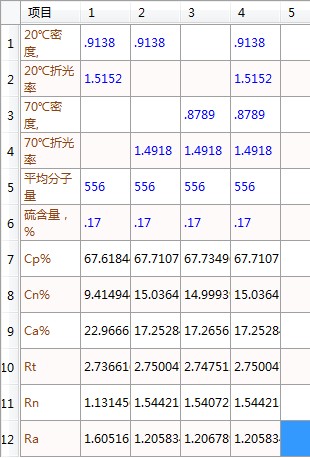 项目 1 2 3 4 5
1 20℃密度, .9138 .9138 .9138
2 20℃折光率 1.5152 1.5152
3 70℃密度, .8789 .8789
4 70℃折光率 1.4918 1.4918 1.4918
5 平均分子量 556 556 556 556
6 硫含量，% .17 .17 .17 .17
7 Cp% 67.6184 67.7107 67.7349 67.7107
8 Cn% 9.41494 15.0364 14.9993 15.0364
9 Ca% 22.9666 17.2528 17.2656 17.2528
10 Rt 2.73661 2.75004 2.74751 2.75004
11 Rn 1.13145 1.54421 1.54072 1.54421
12 Ra 1.60516 1.20583 1.20678 1.20583